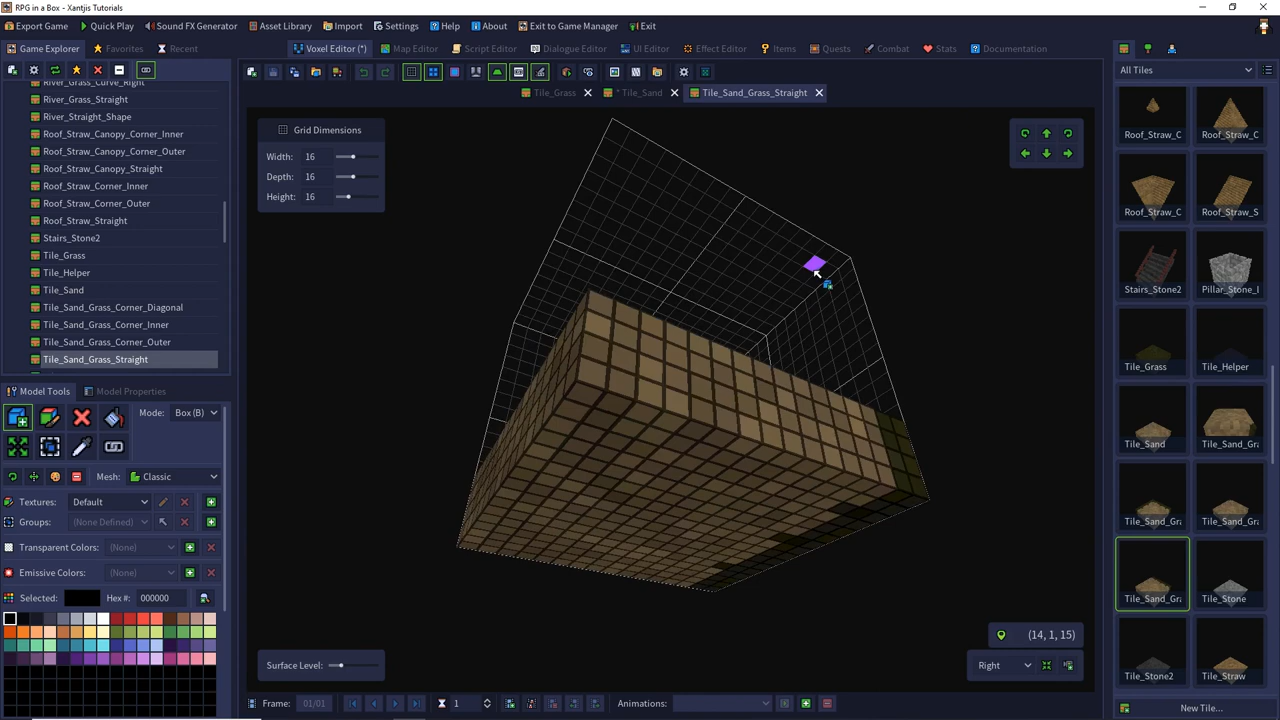 RPG in a Box - Xantjis Tutorials
Export Game
Quick Play
Sound FX Generator
Asset Library
Import
Settings
Help
About
Exit to Game Manager
Exit
Game Explorer
Favorites
Recent
Voxel Editor (*)
Map Editor
Script Editor
Dialogue Editor
UI Editor
Effect Editor
Items
Quests
Combat
Stats
Documentation
River_Grass_Curve_Right
River_Grass_Straight
River_Straight_Shape
Roof_Straw_Canopy_Corner_Inner
Roof_Straw_Canopy_Corner_Outer
Roof_Straw_Canopy_Straight
Roof_Straw_Corner_Inner
Roof_Straw_Corner_Outer
Roof_Straw_Straight
Stairs_Stone2
Tile_Grass
Tile_Helper
Tile_Sand
Tile_Sand_Grass_Corner_Diagonal
Tile_Sand_Grass_Corner_Inner
Tile_Sand_Grass_Corner_Outer
Tile_Sand_Grass_Straight
Model Tools
Model Properties
Mode: Box (B)
Mesh: Classic
Textures: Default
Groups: (None Defined)
Transparent Colors: (None)
Emissive Colors: (None)
Selected:
Hex #: 000000
Tile_Grass
* Tile_Sand
Tile_Sand_Grass_Straight
Grid Dimensions
Width: 16
Depth: 16
Height: 16
Surface Level:
(14, 1, 15)
Right
Frame: 01/01
1
Animations:
All Tiles
Roof_Straw_C
Roof_Straw_C
Roof_Straw_C
Roof_Straw_S
Stairs_Stone2
Pillar_Stone_I
Tile_Grass
Tile_Helper
Tile_Sand
Tile_Sand_Gra
Tile_Sand_Gra
Tile_Sand_Gra
Tile_Sand_Gra
Tile_Stone
Tile_Stone2
Tile_Straw
New Tile...